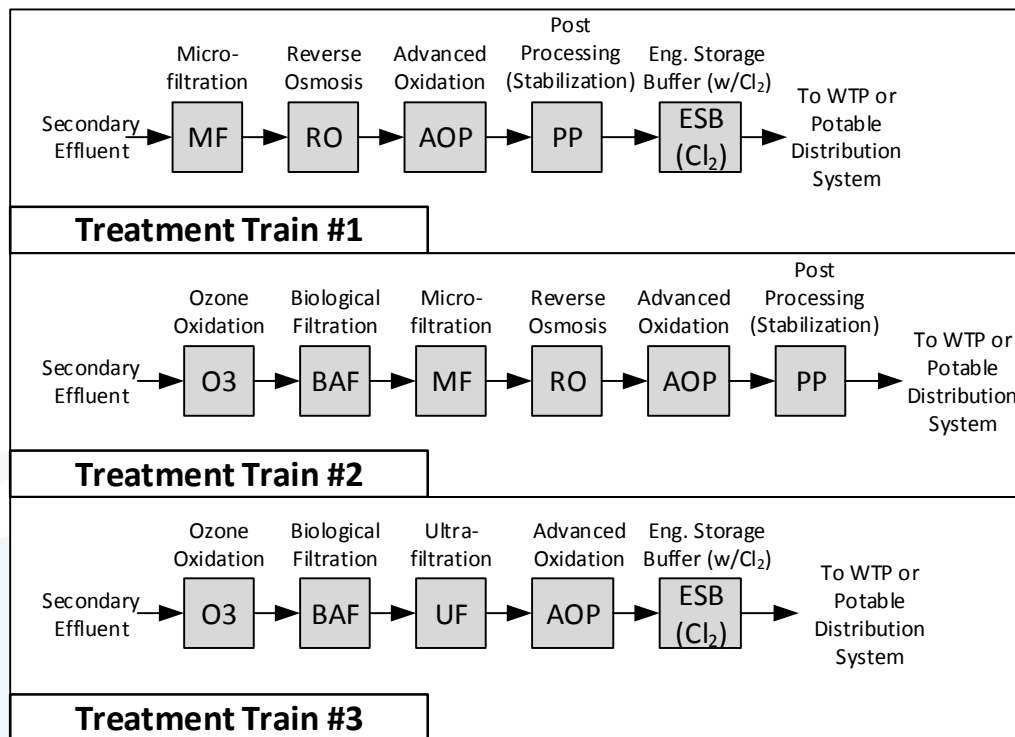 Micro-
filtration
Reverse
Osmosis
Advanced
Oxidation
Post
Processing
(Stabilization)
Eng. Storage
Buffer (w/Cl₂)
Secondary
Effluent
MF
RO
AOP
PP
ESB
(Cl₂)
To WTP or
Potable
Distribution
System
Treatment Train #1
Ozone
Oxidation
Biological
Filtration
Micro-
filtration
Reverse
Osmosis
Advanced
Oxidation
Post
Processing
(Stabilization)
Secondary
Effluent
O3
BAF
MF
RO
AOP
PP
To WTP or
Potable
Distribution
System
Treatment Train #2
Ozone
Oxidation
Biological
Filtration
Ultra-
filtration
Advanced
Oxidation
Eng. Storage
Buffer (w/Cl₂)
Secondary
Effluent
O3
BAF
UF
AOP
ESB
(Cl₂)
To WTP or
Potable
Distribution
System
Treatment Train #3